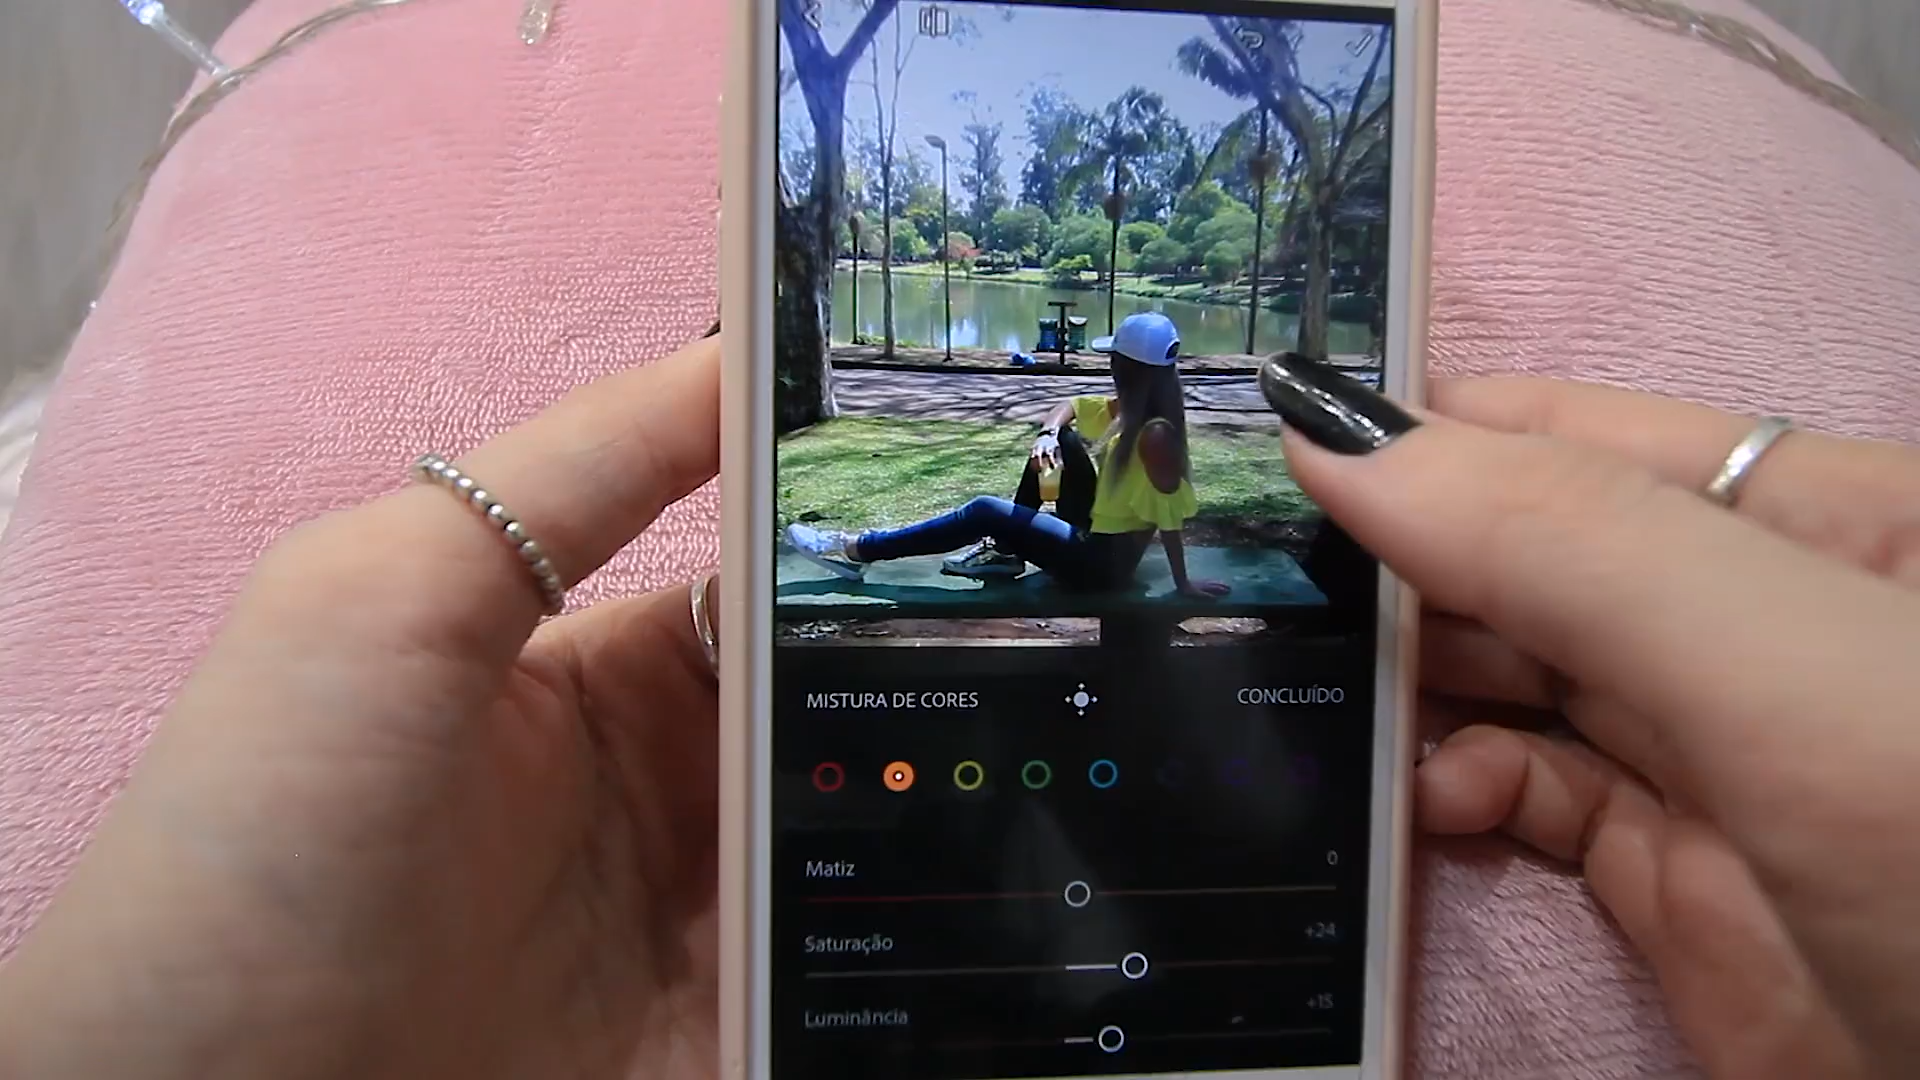 MISTURA DE CORES
CONCLUÍDO
Matiz
0
Saturação
+24
Luminância
+15